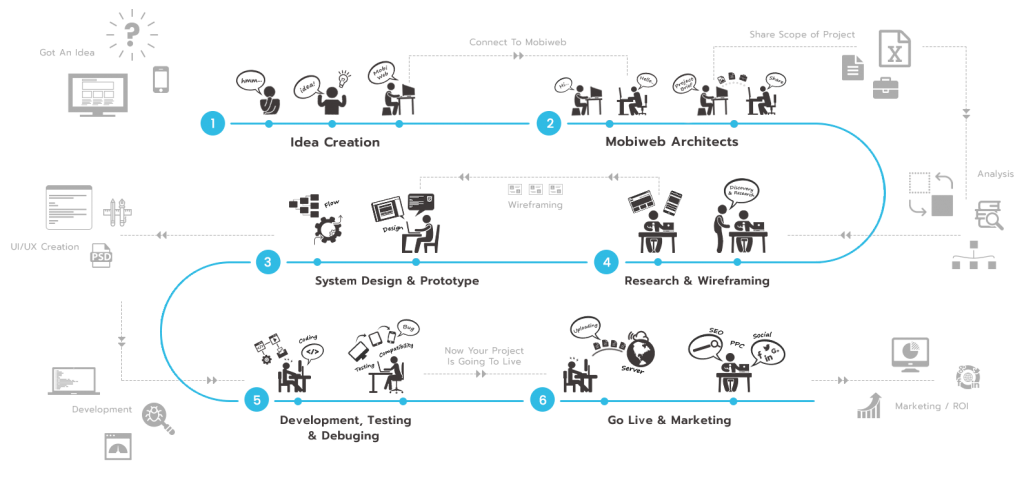 Got An Idea
?
hmm...
idea!
Mobi
Web
Connect To Mobiweb
Hi...
Hello..
Project
Brief
Share
Share Scope of Project
X
1
Idea Creation
2
Mobiweb Architects
Analysis
UI/UX Creation
PSD
Flow
Design
Wireframing
Discovery
& Research
3
System Design & Prototype
4
Research & Wireframing
Coding
</>
Testing
Compatibility
Bug
Now Your Project
Is Going To Live
Uploading
Server
SEO
PPC
Social
f
G+
in
Development
5
Development, Testing
& Debuging
6
Go Live & Marketing
Marketing / ROI